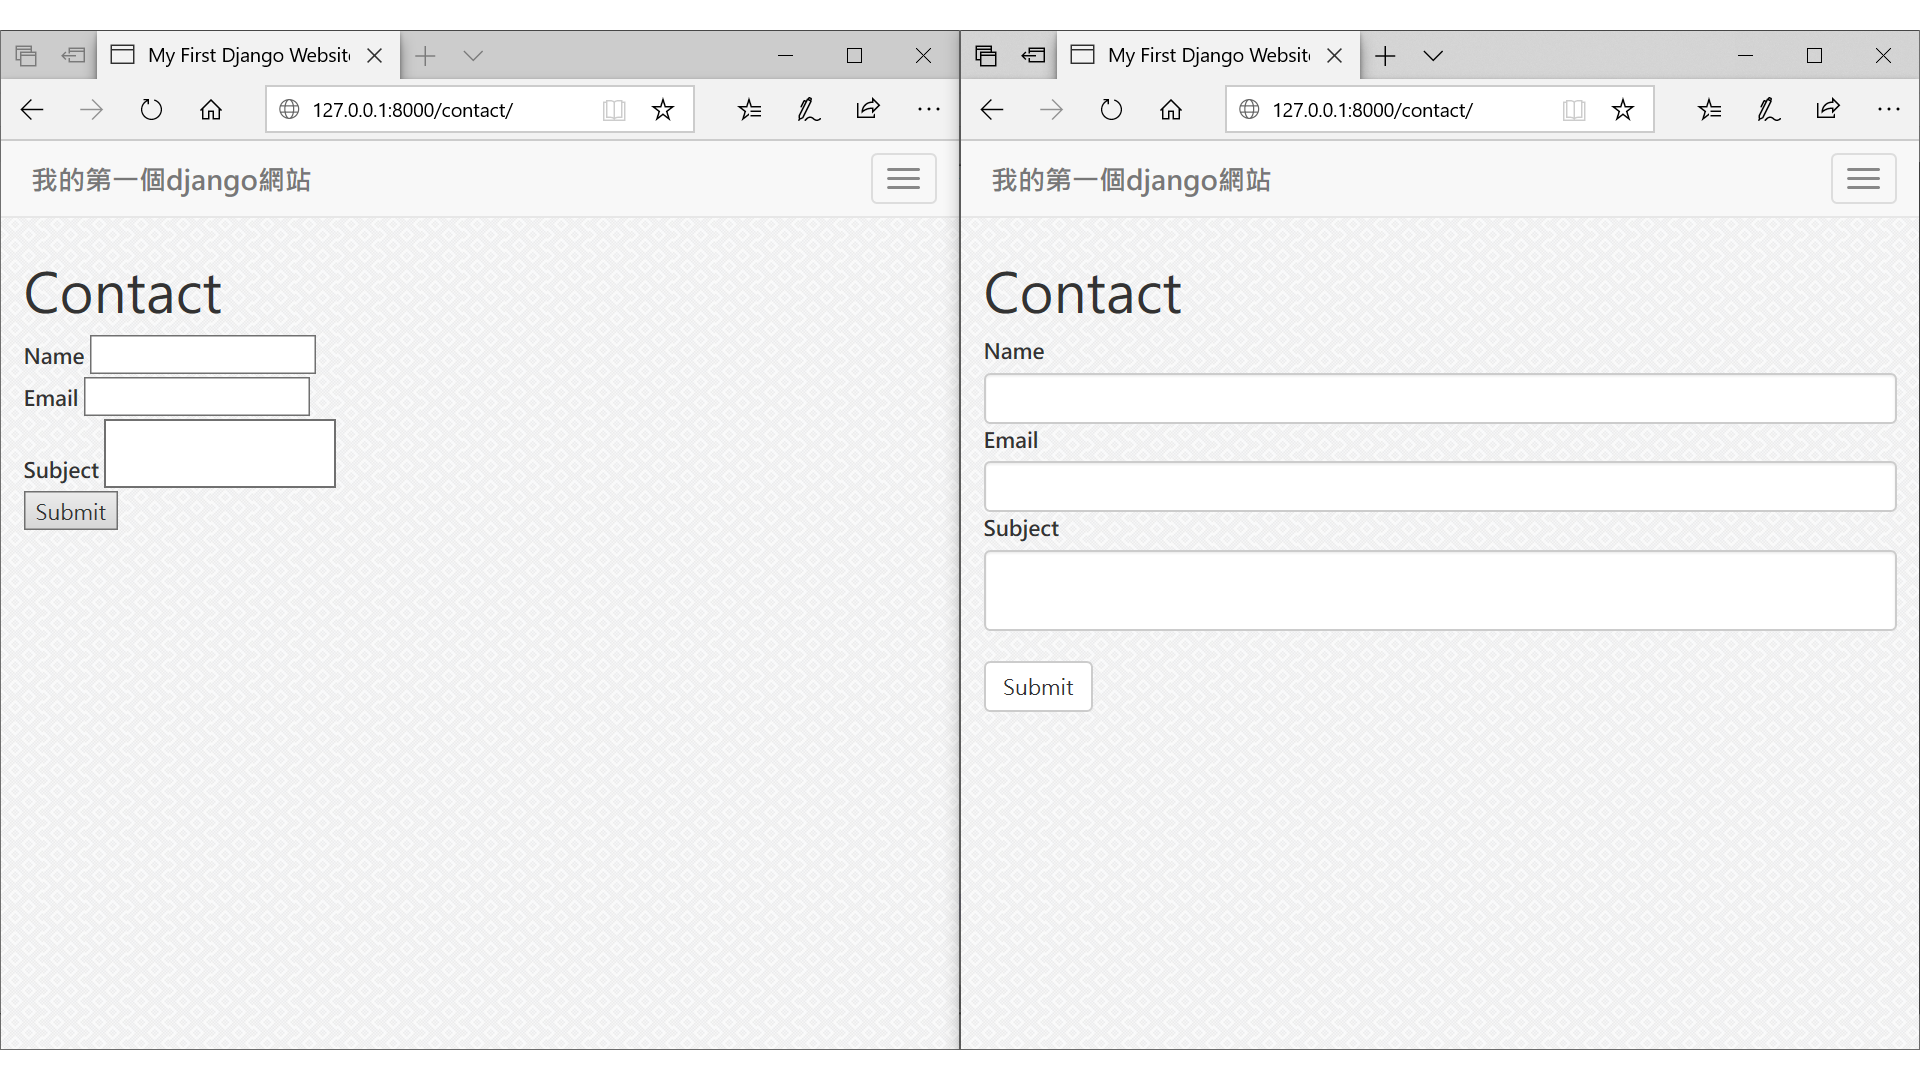 My First Django Website
127.0.0.1:8000/contact/
我的第一個django網站
Contact
Name
Email
Subject
Submit
My First Django Website
127.0.0.1:8000/contact/
我的第一個django網站
Contact
Name
Email
Subject
Submit